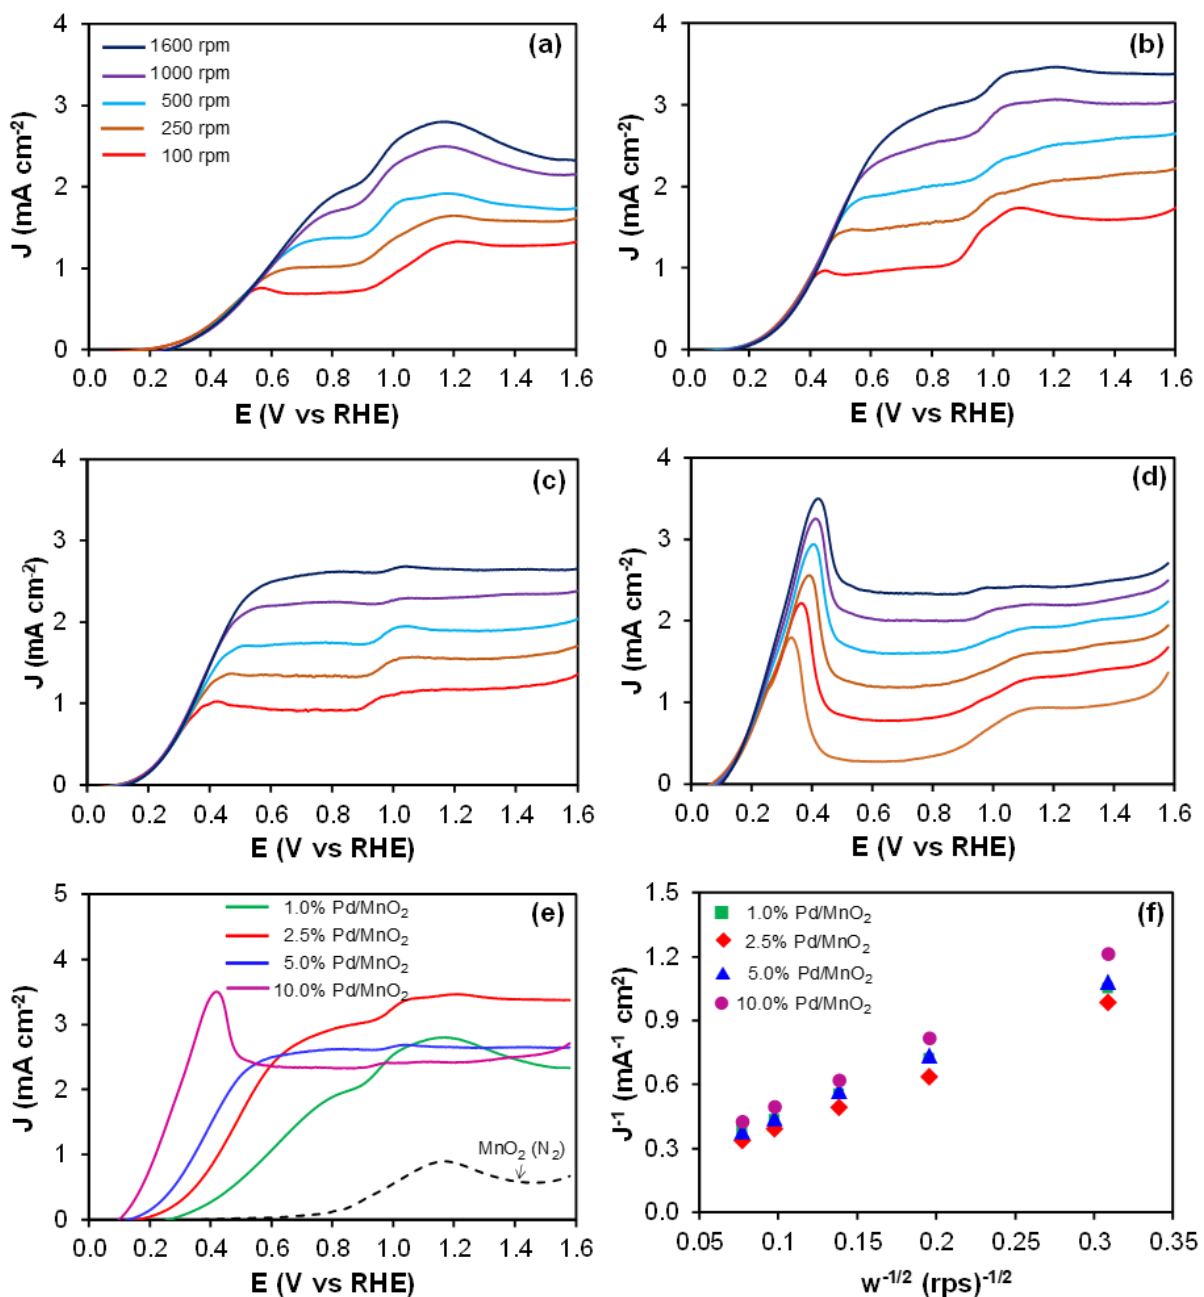 (a)
1600 rpm
1000 rpm
500 rpm
250 rpm
100 rpm
4
3
2
1
0
J (mA cm⁻²)
0.0 0.2 0.4 0.6 0.8 1.0 1.2 1.4 1.6
E (V vs RHE)
(b)
4
3
2
1
0
J (mA cm⁻²)
0.0 0.2 0.4 0.6 0.8 1.0 1.2 1.4 1.6
E (V vs RHE)
(c)
4
3
2
1
0
J (mA cm⁻²)
0.0 0.2 0.4 0.6 0.8 1.0 1.2 1.4 1.6
E (V vs RHE)
(d)
4
3
2
1
0
J (mA cm⁻²)
0.0 0.2 0.4 0.6 0.8 1.0 1.2 1.4 1.6
E (V vs RHE)
(e)
1.0% Pd/MnO₂
2.5% Pd/MnO₂
5.0% Pd/MnO₂
10.0% Pd/MnO₂
MnO₂ (N₂)
5
4
3
2
1
0
J (mA cm⁻²)
0.0 0.2 0.4 0.6 0.8 1.0 1.2 1.4 1.6
E (V vs RHE)
(f)
1.0% Pd/MnO₂
2.5% Pd/MnO₂
5.0% Pd/MnO₂
10.0% Pd/MnO₂
1.5
1.2
0.9
0.6
0.3
0.0
J⁻¹ (mA⁻¹ cm²)
0.05 0.1 0.15 0.2 0.25 0.3 0.35
w⁻¹/² (rps)⁻¹/²